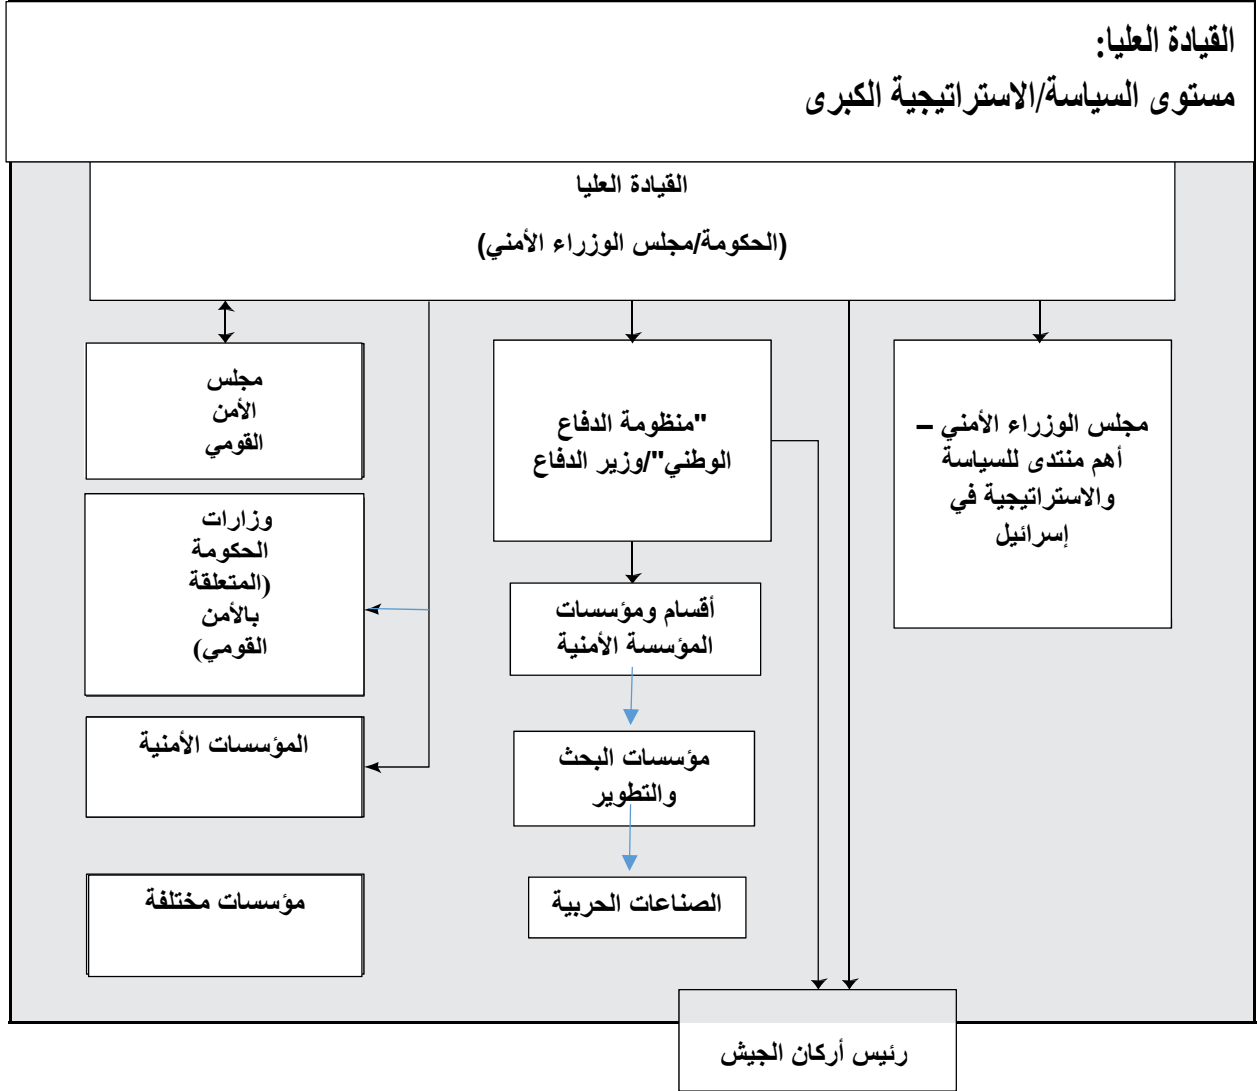 القيادة العليا:
مستوى السياسة/الاستراتيجية الكبرى
القيادة العليا
(الحكومة/مجلس الوزراء الأمني)
مجلس الوزراء الأمني –
أهم منتدى للسياسة
والاستراتيجية في
إسرائيل
"منظومة الدفاع
الوطني"/وزير الدفاع
أقسام ومؤسسات
المؤسسة الأمنية
مؤسسات البحث
والتطوير
الصناعات الحربية
مجلس
الأمن
القومي
وزارات
الحكومة
(المتعلقة
بالأمن
القومي)
المؤسسات الأمنية
مؤسسات مختلفة
رئيس أركان الجيش